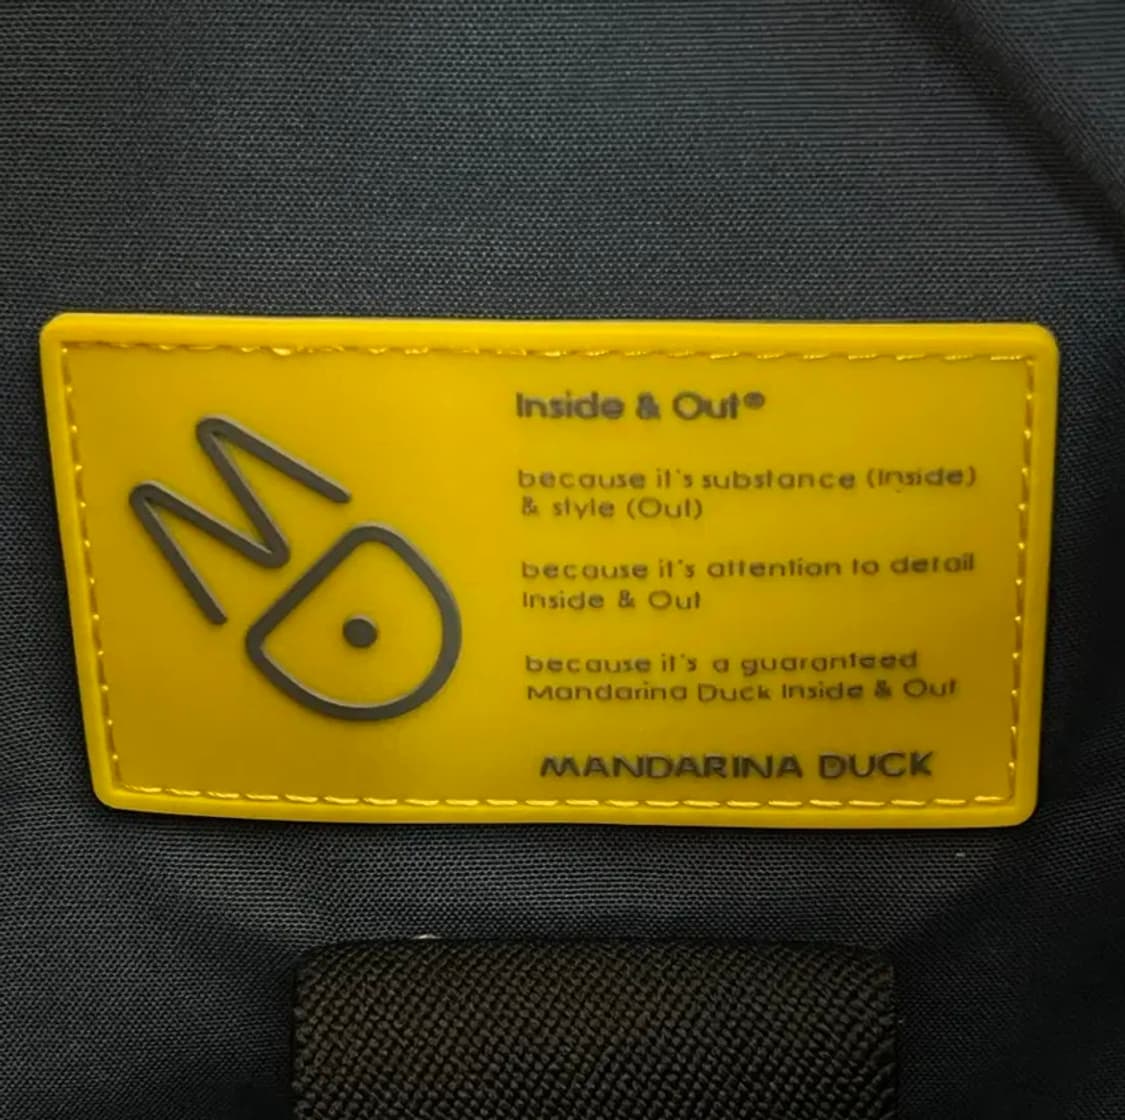 MD
Inside & Out®
because it's substance (Inside)
& style (Out)
because it's attention to detail
Inside & Out
because it's a guaranteed
Mandarina Duck Inside & Out
MANDARINA DUCK